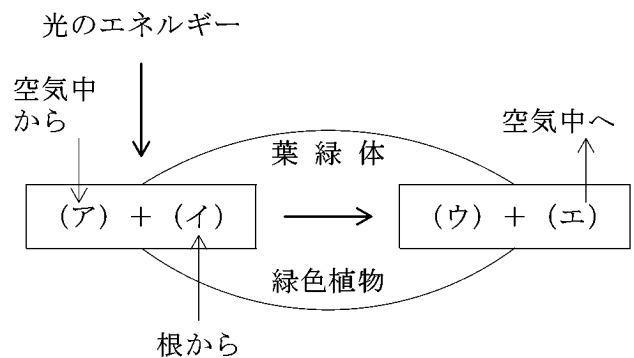 光のエネルギー
空気中
から
空気中へ
葉緑体
(ア) + (イ)
(ウ) + (エ)
緑色植物
根から